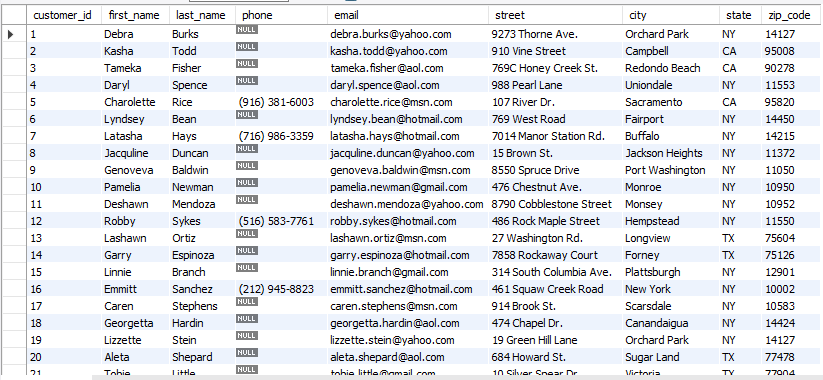 customer_id first_name last_name phone email street city state zip_code
1 Debra Burks NULL debra.burks@yahoo.com 9273 Thorne Ave. Orchard Park NY 14127
2 Kasha Todd NULL kasha.todd@yahoo.com 910 Vine Street Campbell CA 95008
3 Tameka Fisher NULL tameka.fisher@aol.com 769C Honey Creek St. Redondo Beach CA 90278
4 Daryl Spence NULL daryl.spence@aol.com 988 Pearl Lane Uniondale NY 11553
5 Charolette Rice (916) 381-6003 charolette.rice@msn.com 107 River Dr. Sacramento CA 95820
6 Lyndsey Bean NULL lyndsey.bean@hotmail.com 769 West Road Fairport NY 14450
7 Latasha Hays (716) 986-3359 latasha.hays@hotmail.com 7014 Manor Station Rd. Buffalo NY 14215
8 Jacquline Duncan NULL jacquline.duncan@yahoo.com 15 Brown St. Jackson Heights NY 11372
9 Genoveva Baldwin NULL genoveva.baldwin@msn.com 8550 Spruce Drive Port Washington NY 11050
10 Pamelia Newman NULL pamelia.newman@gmail.com 476 Chestnut Ave. Monroe NY 10950
11 Deshawn Mendoza NULL deshawn.mendoza@yahoo.com 8790 Cobblestone Street Monsey NY 10952
12 Robby Sykes (516) 583-7761 robby.sykes@hotmail.com 486 Rock Maple Street Hempstead NY 11550
13 Lashawn Ortiz NULL lashawn.ortiz@msn.com 27 Washington Rd. Longview TX 75604
14 Garry Espinoza NULL garry.espinoza@hotmail.com 7858 Rockaway Court Forney TX 75126
15 Linnie Branch NULL linnie.branch@gmail.com 314 South Columbia Ave. Plattsburgh NY 12901
16 Emmitt Sanchez (212) 945-8823 emmitt.sanchez@hotmail.com 461 Squaw Creek Road New York NY 10002
17 Caren Stephens NULL caren.stephens@msn.com 914 Brook St. Scarsdale NY 10583
18 Georgetta Hardin NULL georgetta.hardin@aol.com 474 Chapel Dr. Canandaigua NY 14424
19 Lizzette Stein NULL lizzette.stein@yahoo.com 19 Green Hill Lane Orchard Park NY 14127
20 Aleta Shepard NULL aleta.shepard@aol.com 684 Howard St. Sugar Land TX 77478
21 Tobie Little NULL tobie.little@gmail.com 10 Silver Spear Dr. Victoria TX 77904